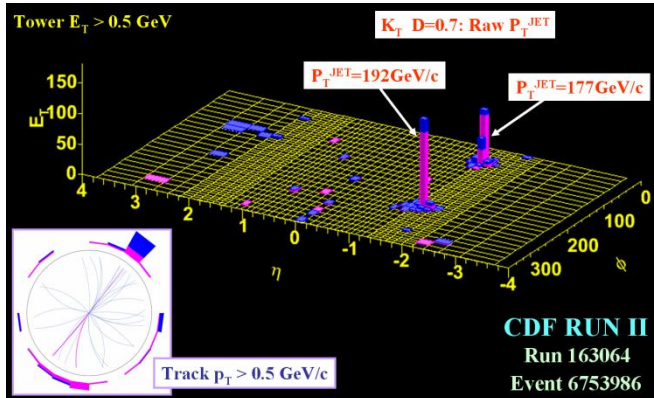 Tower E_T > 0.5 GeV
K_T D=0.7: Raw P_T^JET
P_T^JET=192GeV/c
P_T^JET=177GeV/c
E_T
150
100
50
0
4
3
2
1
0
-1
-2
-3
-4
η
0
100
200
300
ϕ
CDF RUN II
Run 163064
Event 6753986
Track p_T > 0.5 GeV/c